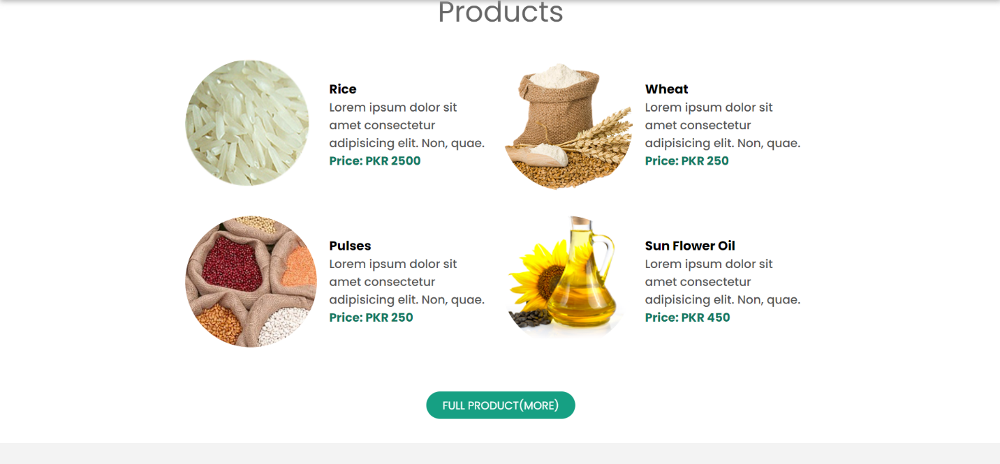 Products
Rice
Lorem ipsum dolor sit
amet consectetur
adipisicing elit. Non, quae.
Price: PKR 2500
Wheat
Lorem ipsum dolor sit
amet consectetur
adipisicing elit. Non, quae.
Price: PKR 250
Pulses
Lorem ipsum dolor sit
amet consectetur
adipisicing elit. Non, quae.
Price: PKR 250
Sun Flower Oil
Lorem ipsum dolor sit
amet consectetur
adipisicing elit. Non, quae.
Price: PKR 450
FULL PRODUCT(MORE)